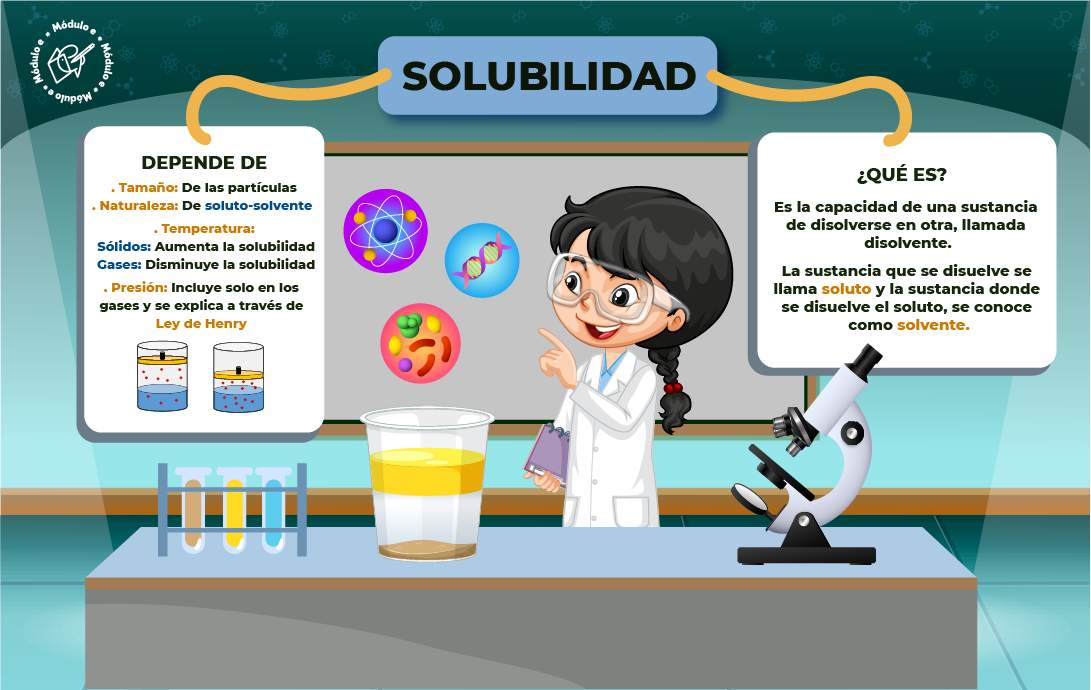 Módulo e • Módulo e • Módulo e • Módulo e •
SOLUBILIDAD
DEPENDE DE
. Tamaño: De las partículas
. Naturaleza: De soluto-solvente
. Temperatura:
Sólidos: Aumenta la solubilidad
Gases: Disminuye la solubilidad
. Presión: Incluye solo en los
gases y se explica a través de
Ley de Henry
¿QUÉ ES?
Es la capacidad de una sustancia
de disolverse en otra, llamada
disolvente.
La sustancia que se disuelve se
llama soluto y la sustancia donde
se disuelve el soluto, se conoce
como solvente.